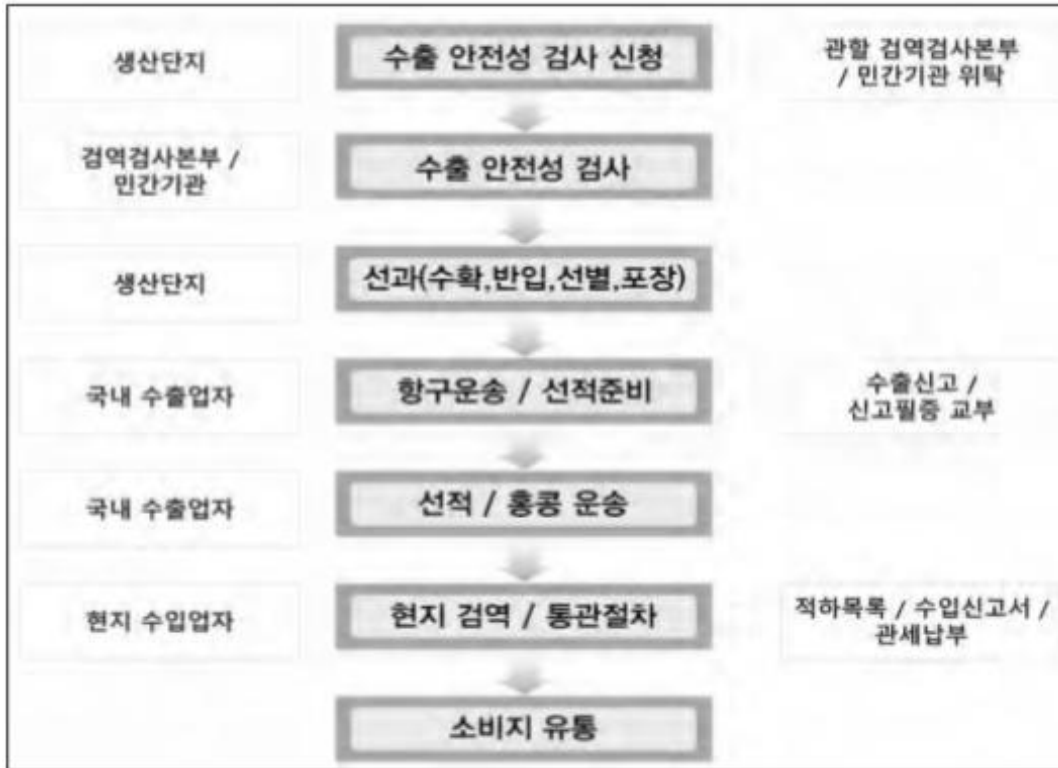 생산단지
수출 안전성 검사 신청
관할 검역검사본부
/ 민간기관 위탁
검역검사본부 /
민간기관
수출 안전성 검사
생산단지
선과(수확,반입,선별,포장)
국내 수출업자
항구운송 / 선적준비
수출신고 /
신고필증 교부
국내 수출업자
선적 / 홍콩 운송
현지 수입업자
현지 검역 / 통관절차
적하목록 / 수입신고서 /
관세납부
소비지 유통